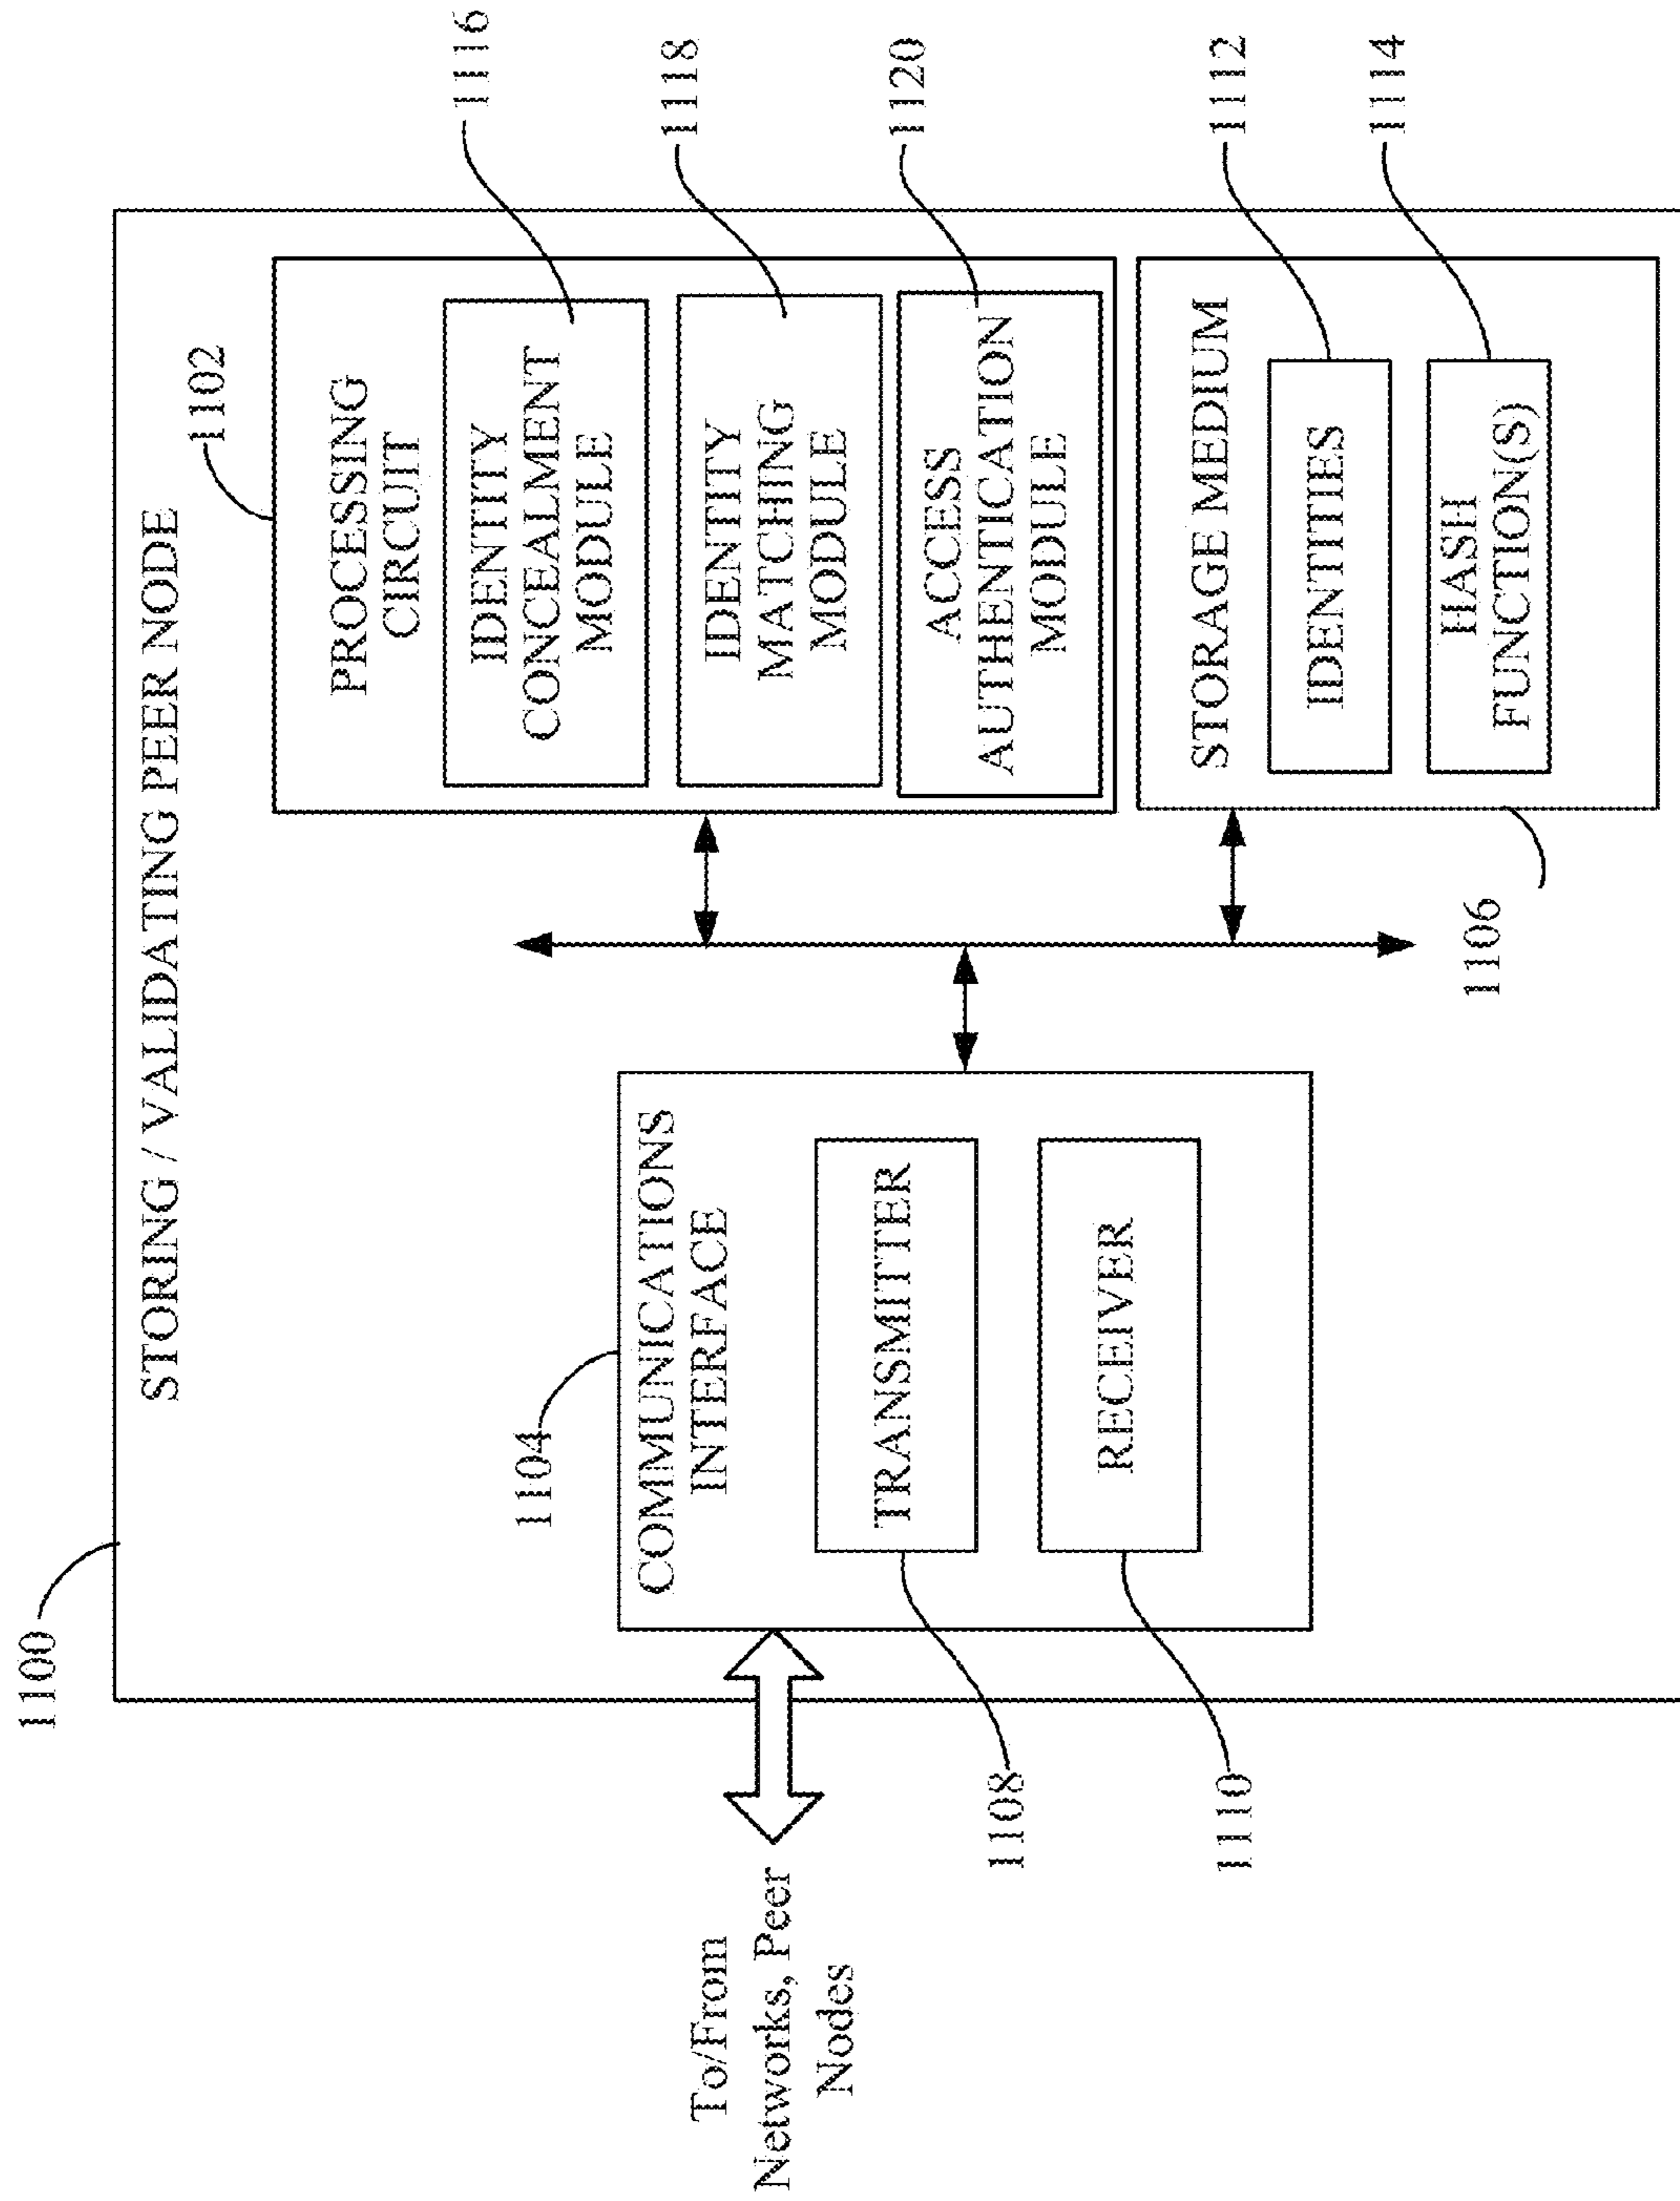 1100
STORING / VALIDATING PEER NODE
1104
COMMUNICATIONS
INTERFACE
TRANSMITTER
RECEIVER
To/From
Networks, Peer
Nodes
1108
1110
1102
PROCESSING
CIRCUIT
IDENTITY
CONCEALMENT
MODULE
1116
IDENTITY
MATCHING
MODULE
1118
ACCESS
AUTHENTICATION
MODULE
1120
STORAGE MEDIUM
IDENTITIES
1112
HASH
FUNCTION(S)
1114
1106